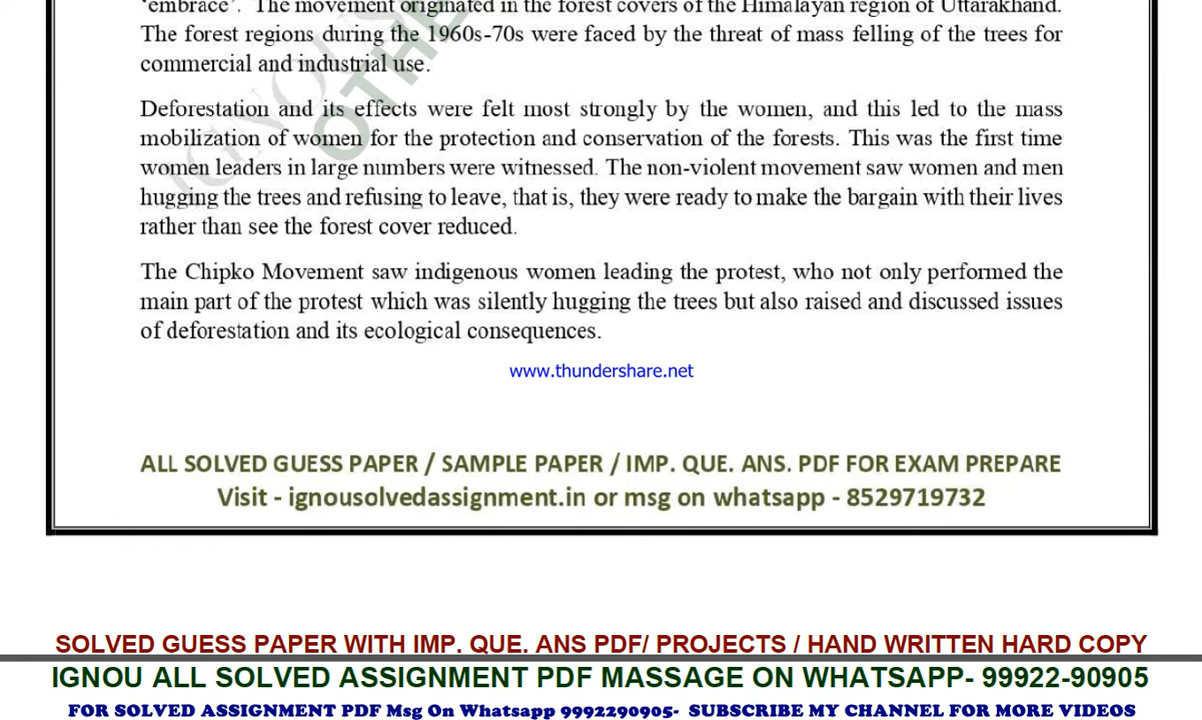 'embrace'. The movement originated in the forest covers of the Himalayan region of Uttarakhand.
The forest regions during the 1960s-70s were faced by the threat of mass felling of the trees for
commercial and industrial use.
Deforestation and its effects were felt most strongly by the women, and this led to the mass
mobilization of women for the protection and conservation of the forests. This was the first time
women leaders in large numbers were witnessed. The non-violent movement saw women and men
hugging the trees and refusing to leave, that is, they were ready to make the bargain with their lives
rather than see the forest cover reduced.
The Chipko Movement saw indigenous women leading the protest, who not only performed the
main part of the protest which was silently hugging the trees but also raised and discussed issues
of deforestation and its ecological consequences.
www.thundershare.net
ALL SOLVED GUESS PAPER / SAMPLE PAPER / IMP. QUE. ANS. PDF FOR EXAM PREPARE
Visit - ignousolvedassignment.in or msg on whatsapp - 8529719732
SOLVED GUESS PAPER WITH IMP. QUE. ANS PDF/ PROJECTS / HAND WRITTEN HARD COPY
IGNOU ALL SOLVED ASSIGNMENT PDF MASSAGE ON WHATSAPP- 99922-90905
FOR SOLVED ASSIGNMENT PDF Msg On Whatsapp 9992290905- SUBSCRIBE MY CHANNEL FOR MORE VIDEOS